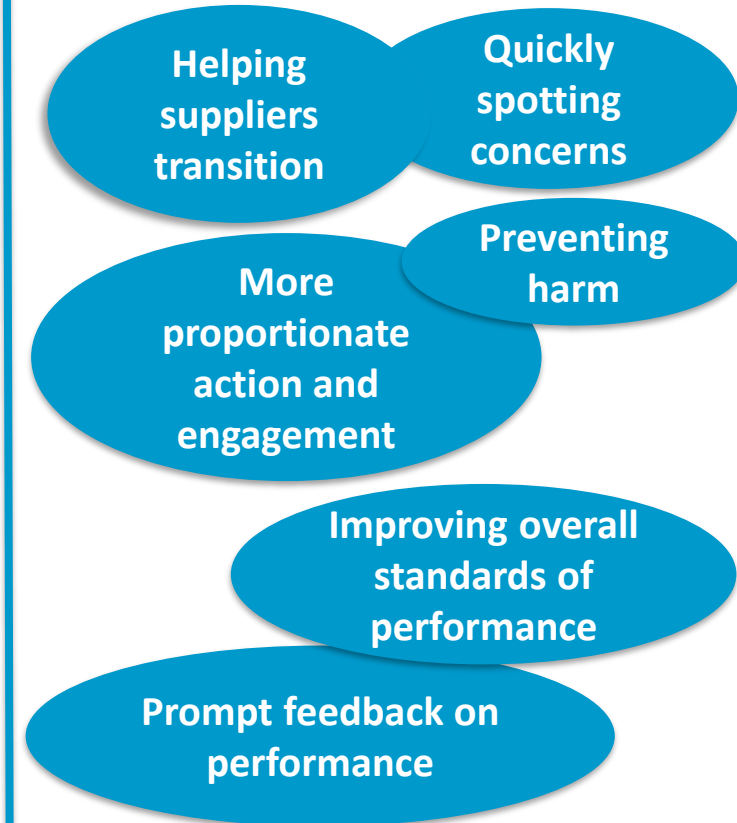 Helping
suppliers
transition
Quickly
spotting
concerns
Preventing
harm
More
proportionate
action and
engagement
Improving overall
standards of
performance
Prompt feedback on
performance